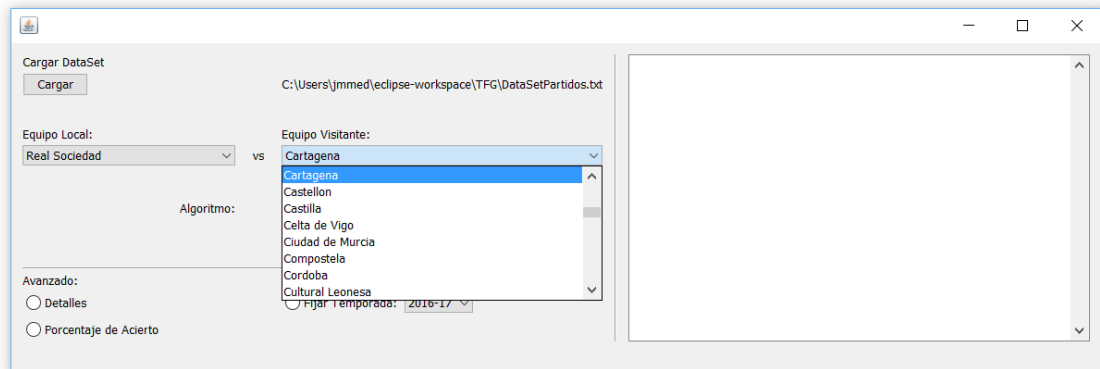 Cargar DataSet
Cargar
C:\Users\jmmed\eclipse-workspace\TFG\DataSetPartidos.txt
Equipo Local:
Equipo Visitante:
Real Sociedad
vs
Cartagena
Cartagena
Castellon
Castilla
Celta de Vigo
Ciudad de Murcia
Compostela
Cordoba
Cultural Leonesa
Algoritmo:
Avanzado:
Detalles
Fijar Temporada: 2016-17
Porcentaje de Acierto